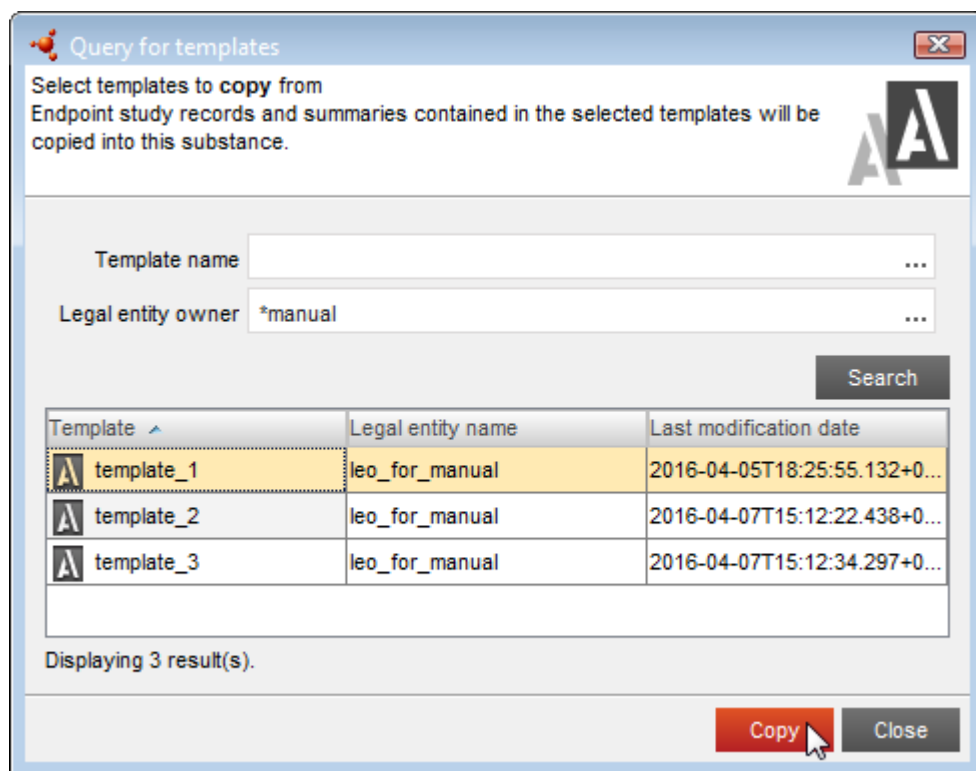 Query for templates
Select templates to copy from
Endpoint study records and summaries contained in the selected templates will be
copied into this substance.
Template name ...
Legal entity owner *manual ...
Search
Template Legal entity name Last modification date
template_1 leo_for_manual 2016-04-05T18:25:55.132+0...
template_2 leo_for_manual 2016-04-07T15:12:22.438+0...
template_3 leo_for_manual 2016-04-07T15:12:34.297+0...
Displaying 3 result(s).
Copy Close